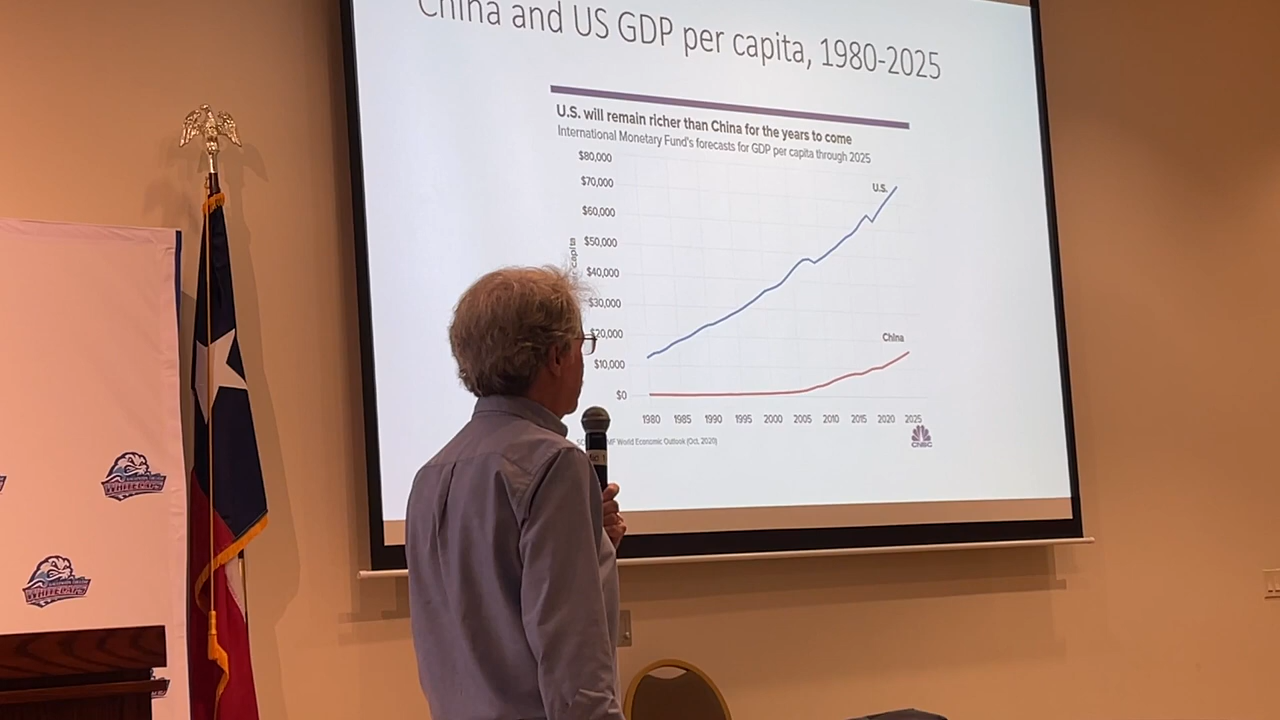 China and US GDP per capita, 1980-2025
U.S. will remain richer than China for the years to come
International Monetary Fund's forecasts for GDP per capita through 2025
$80,000
$70,000
$60,000
$50,000
$40,000
$30,000
$20,000
$10,000
$0
capita
U.S.
China
1980 1985 1990 1995 2000 2005 2010 2015 2020 2025
IMF World Economic Outlook (Oct, 2020)
CNBC
WHITECAPS
WHITECAPS